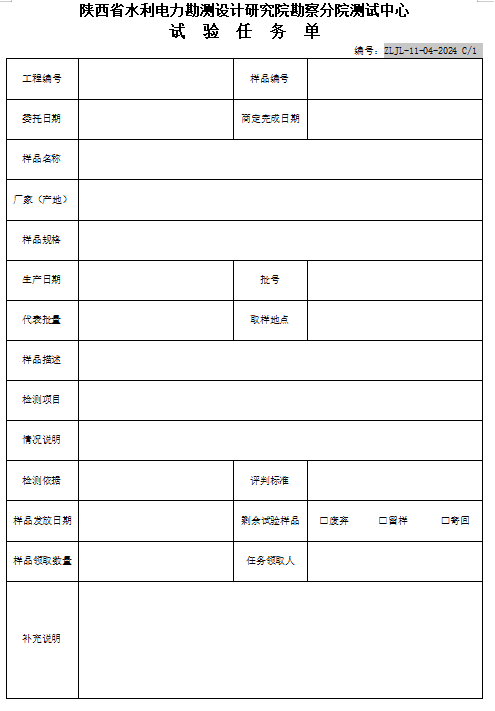 陕西省水利电力勘测设计研究院勘察分院测试中心
试 验 任 务 单
编号：ZLJL-11-04-2024 C/1
工程编号 样品编号
委托日期 商定完成日期
样品名称
厂家（产地）
样品规格
生产日期 批号
代表批量 取样地点
样品描述
检测项目
情况说明
检测依据 评判标准
样品发放日期 剩余试验样品 □废弃 □留样 □寄回
样品领取数量 任务领取人
补充说明